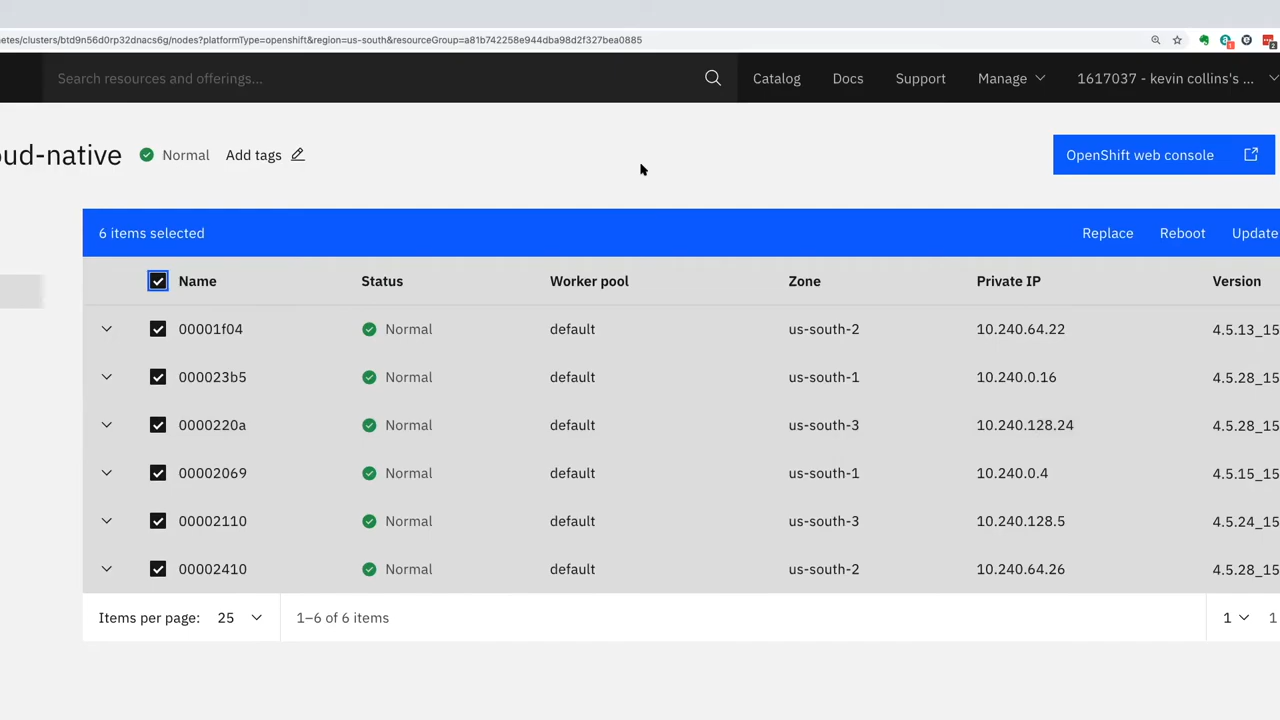 etes/clusters/btd9n56d0rp32dnacs6g/nodes?platformType=openshift&region=us-south&resourceGroup=a81b742258e944dba98d2f327bea0885
Search resources and offerings...
Catalog
Docs
Support
Manage
1617037 - kevin collins's ...
oud-native
Normal
Add tags
OpenShift web console
6 items selected
Replace
Reboot
Update
Name Status Worker pool Zone Private IP Version
00001f04 Normal default us-south-2 10.240.64.22 4.5.13_15
000023b5 Normal default us-south-1 10.240.0.16 4.5.28_15
0000220a Normal default us-south-3 10.240.128.24 4.5.28_15
00002069 Normal default us-south-1 10.240.0.4 4.5.15_15
00002110 Normal default us-south-3 10.240.128.5 4.5.24_15
00002410 Normal default us-south-2 10.240.64.26 4.5.28_15
Items per page: 25 1–6 of 6 items 1 1